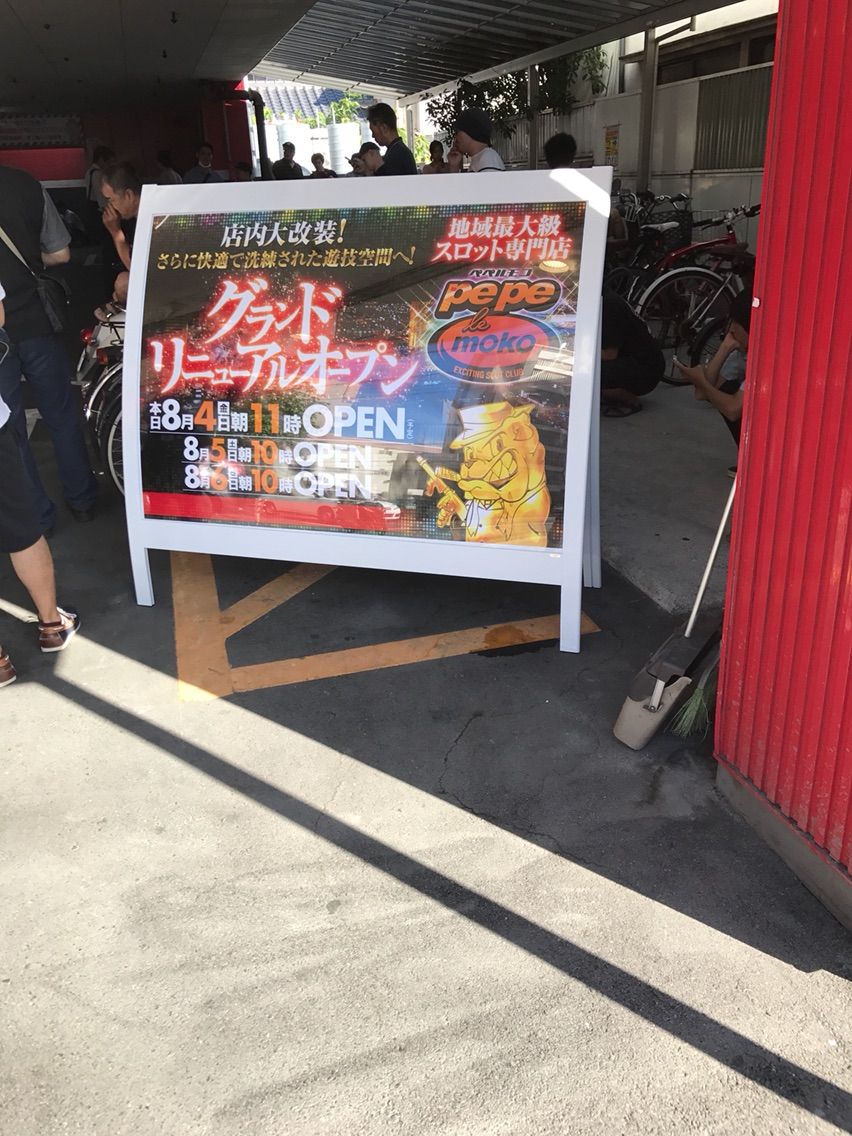 店内大改装!
さらに快適で洗練された遊技空間へ!
グランド
リニューアルオープン
地域最大級
スロット専門店
ペペルモコ
pepe
le
moko
EXCITING SLOT CLUB
本日8月4日金朝11時OPEN(予定)
8月5日土朝10時OPEN
8月6日日朝10時OPEN